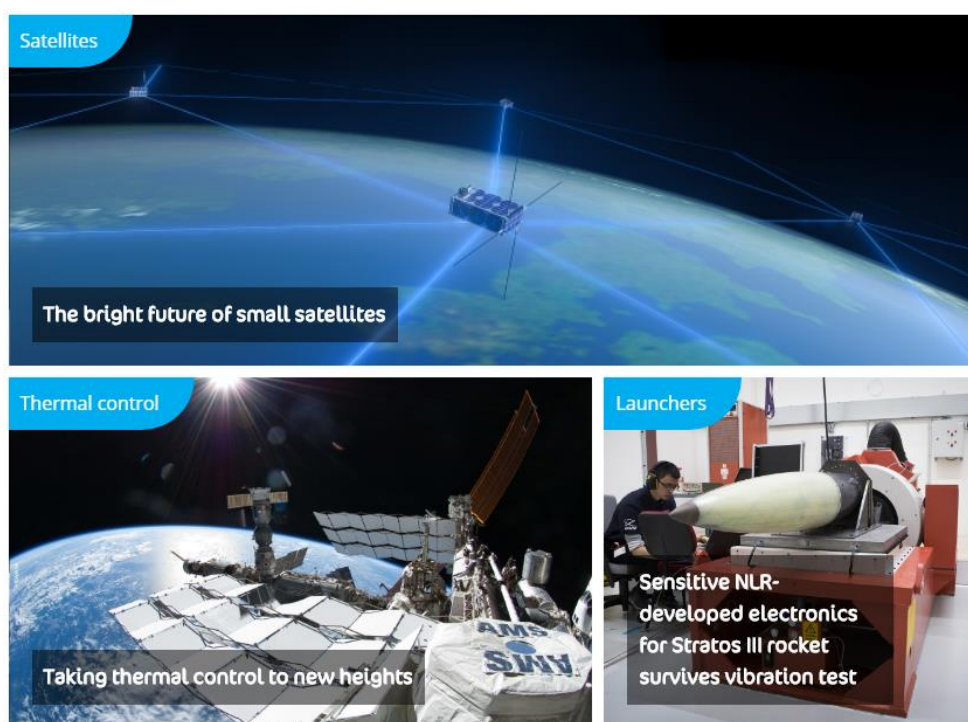 Satellites
The bright future of small satellites
Thermal control
AMS
AMS
Taking thermal control to new heights
Launchers
Sensitive NLR-
developed electronics
for Stratos III rocket
survives vibration test